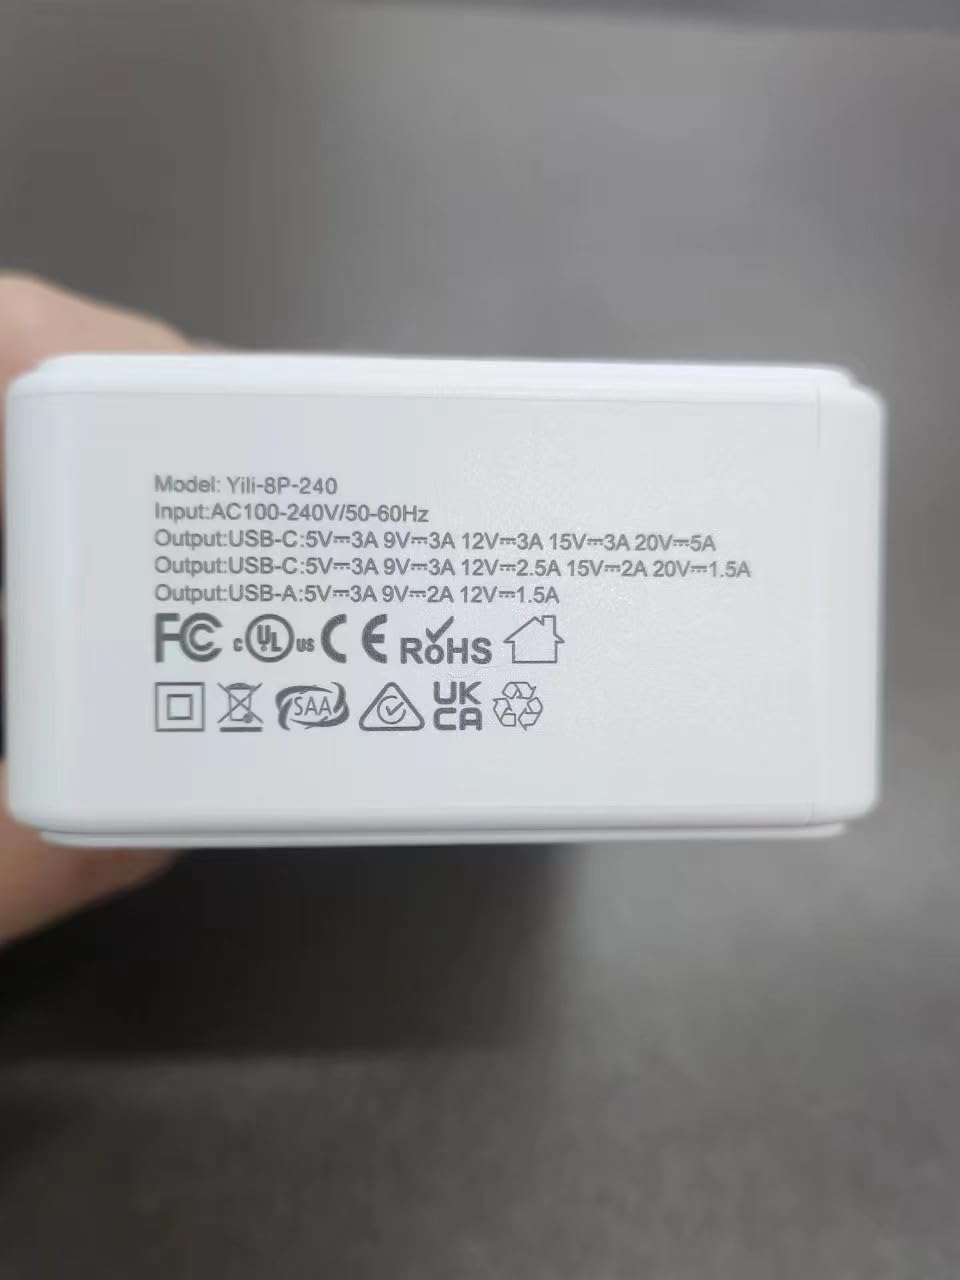 Model: Yili-8P-240
Input:AC100-240V/50-60Hz
Output:USB-C:5V⎓3A 9V⎓3A 12V⎓3A 15V⎓3A 20V⎓5A
Output:USB-C:5V⎓3A 9V⎓3A 12V⎓2.5A 15V⎓2A 20V⎓1.5A
Output:USB-A:5V⎓3A 9V⎓2A 12V⎓1.5A
FC c UL us CE RoHS
SAA UK CA